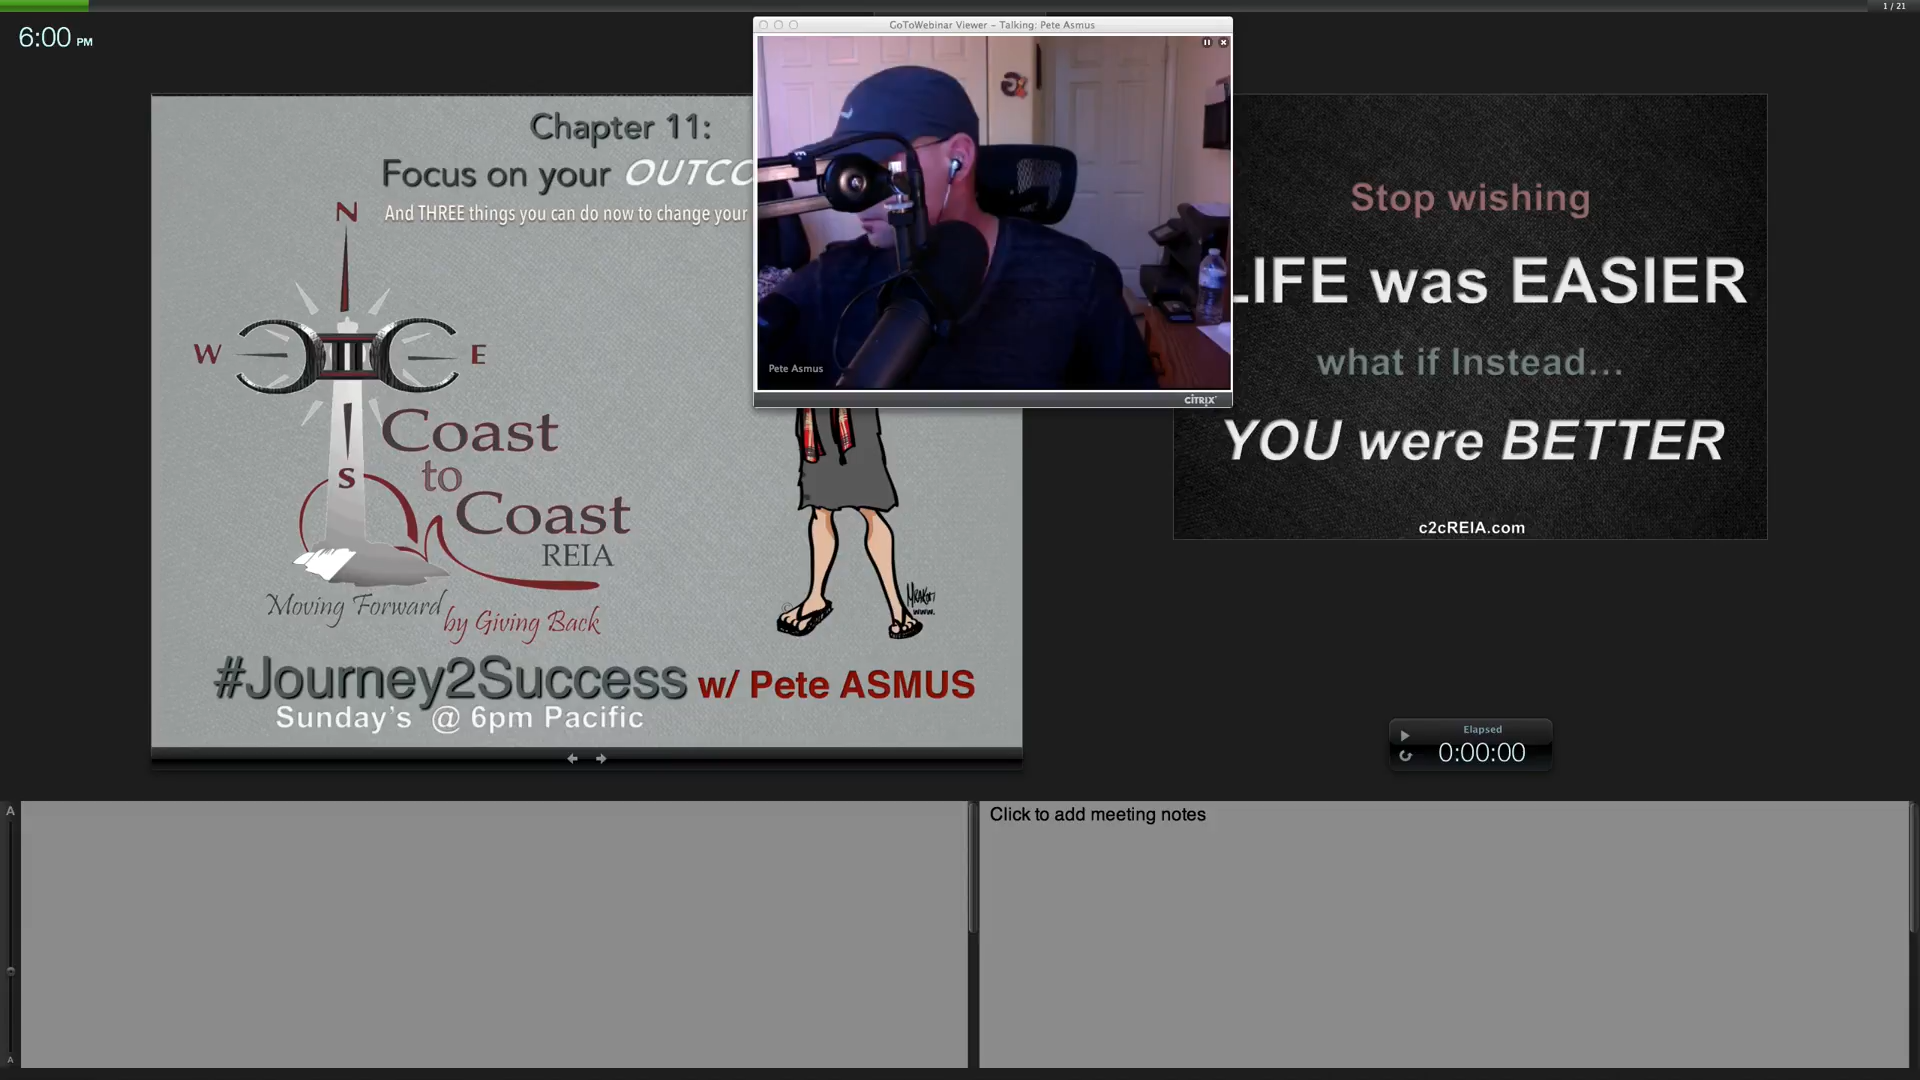 1 / 21
6:00 PM
GoToWebinar Viewer - Talking: Pete Asmus
Pete Asmus
CITRIX
Chapter 11:
Focus on your OUTCO
And THREE things you can do now to change your
N
W
E
S
Coast
to
Coast
REIA
Moving Forward
by Giving Back
#Journey2Success w/ Pete ASMUS
Sunday's @ 6pm Pacific
www.
Stop wishing
LIFE was EASIER
what if Instead...
YOU were BETTER
c2cREIA.com
Elapsed
0:00:00
A
A
Click to add meeting notes